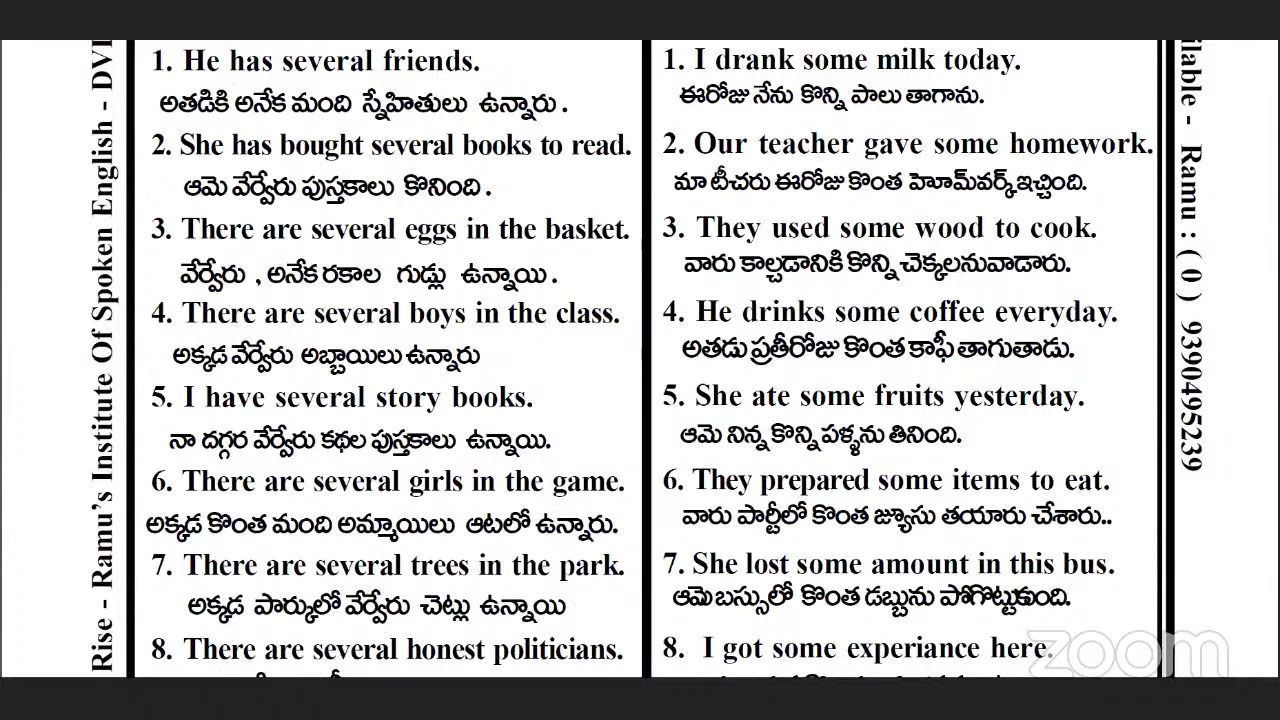 Rise - Ramu's Institute Of Spoken English - DVD
1. He has several friends.
అతడికి అనేక మంది స్నేహితులు ఉన్నారు.
2. She has bought several books to read.
ఆమె వేర్వేరు పుస్తకాలు కొనింది.
3. There are several eggs in the basket.
వేర్వేరు, అనేక రకాల గుడ్లు ఉన్నాయి.
4. There are several boys in the class.
అక్కడ వేర్వేరు అబ్బాయిలు ఉన్నారు
5. I have several story books.
నా దగ్గర వేర్వేరు కథల పుస్తకాలు ఉన్నాయి.
6. There are several girls in the game.
అక్కడ కొంత మంది అమ్మాయిలు ఆటలో ఉన్నారు.
7. There are several trees in the park.
అక్కడ పార్కులో వేర్వేరు చెట్లు ఉన్నాయి
8. There are several honest politicians.
1. I drank some milk today.
ఈరోజు నేను కొన్ని పాలు తాగాను.
2. Our teacher gave some homework.
మా టీచరు ఈరోజు కొంత హెూమ్‌వర్క్ ఇచ్చింది.
3. They used some wood to cook.
వారు కాల్చడానికి కొన్ని చెక్కలను వాడారు.
4. He drinks some coffee everyday.
అతడు ప్రతీరోజు కొంత కాఫీ తాగుతాడు.
5. She ate some fruits yesterday.
ఆమె నిన్న కొన్ని పళ్ళను తినింది.
6. They prepared some items to eat.
వారు పార్టీలో కొంత జ్యూసు తయారు చేశారు..
7. She lost some amount in this bus.
ఆమె బస్సులో కొంత డబ్బును పోగొట్టుకుంది.
8. I got some experiance here.
ilable - Ramu : ( 0 ) 9390495239
zoom